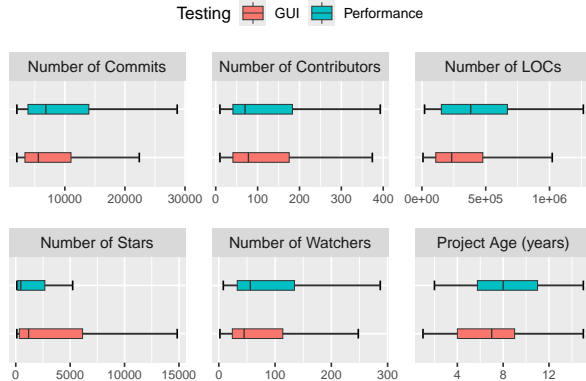 Testing GUI Performance
Number of Commits Number of Contributors Number of LOCs
10000 20000 30000 0 100 200 300 400 0e+00 5e+05 1e+06
Number of Stars Number of Watchers Project Age (years)
0 5000 10000 15000 0 100 200 300 4 8 12